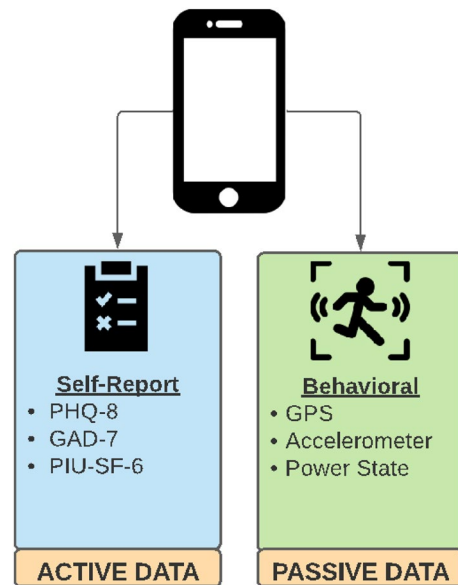 Self-Report
• PHQ-8
• GAD-7
• PIU-SF-6
ACTIVE DATA
Behavioral
• GPS
• Accelerometer
• Power State
PASSIVE DATA